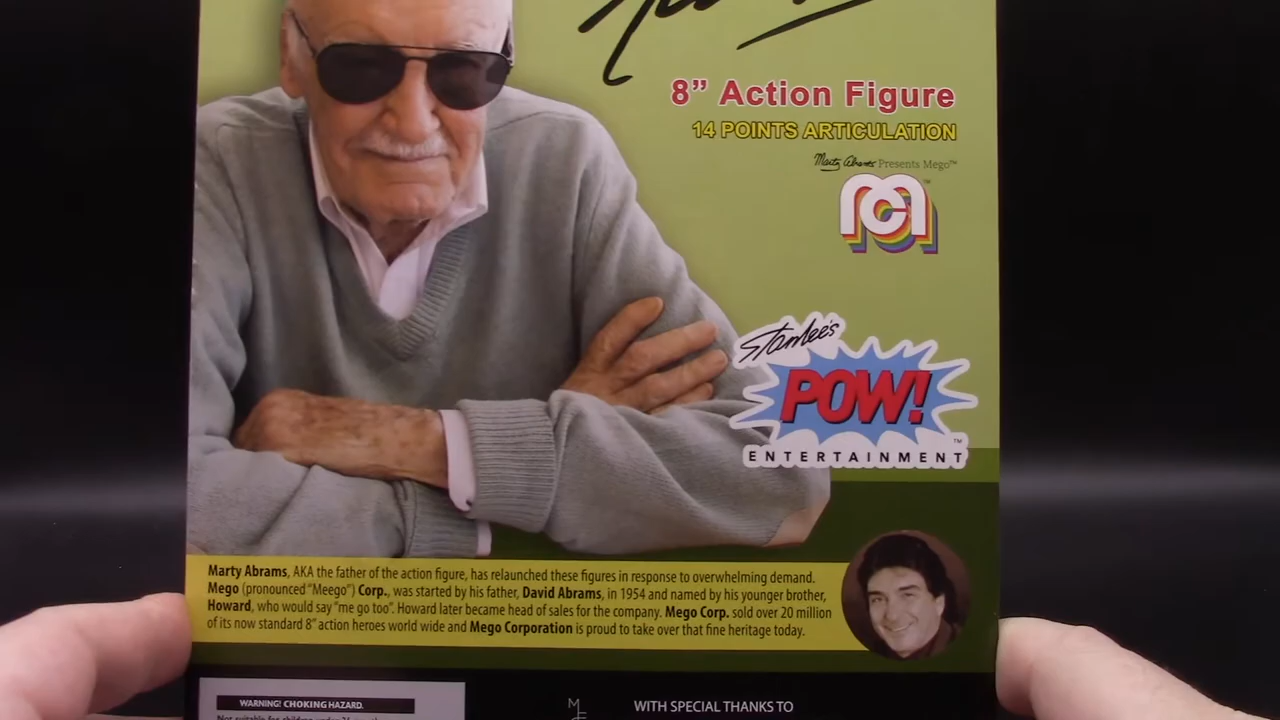 8” Action Figure
14 POINTS ARTICULATION
Marty Abrams Presents Mego™
Stan Lee's
POW!
ENTERTAINMENT™
Marty Abrams, AKA the father of the action figure, has relaunched these figures in response to overwhelming demand.
Mego (pronounced “Meego”) Corp., was started by his father, David Abrams, in 1954 and named by his younger brother,
Howard, who would say “me go too”. Howard later became head of sales for the company. Mego Corp. sold over 20 million
of its now standard 8” action heroes world wide and Mego Corporation is proud to take over that fine heritage today.
WARNING! CHOKING HAZARD.
WITH SPECIAL THANKS TO